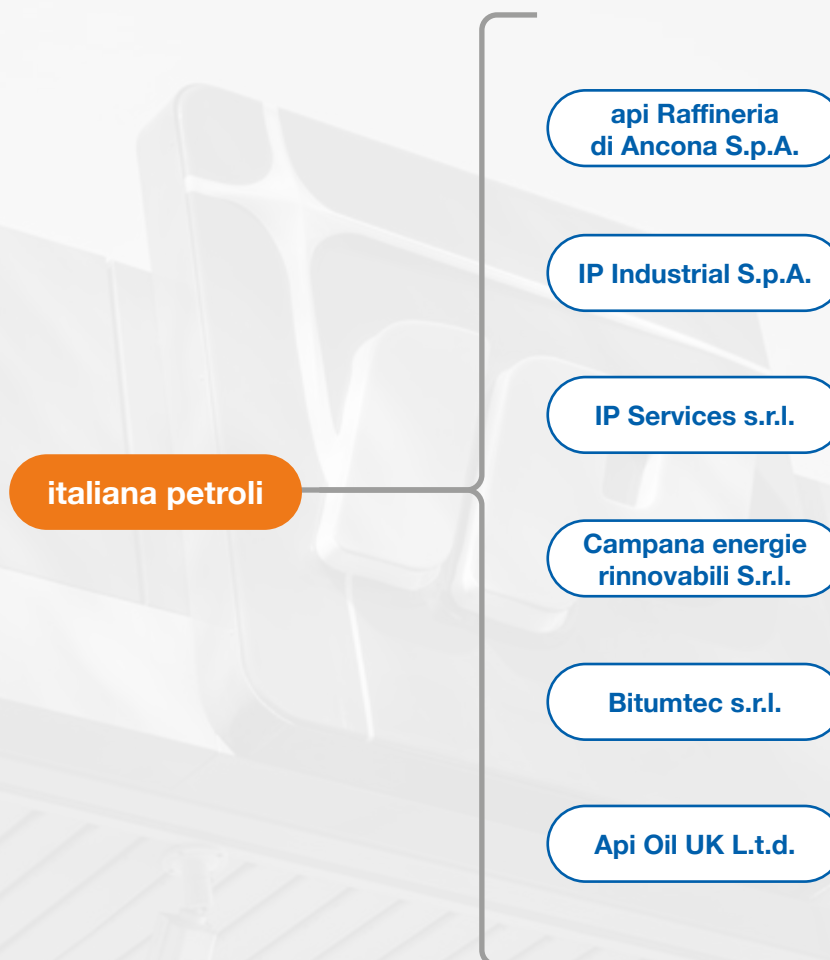 api Raffineria
di Ancona S.p.A.
IP Industrial S.p.A.
IP Services s.r.l.
italiana petroli
Campana energie
rinnovabili S.r.l.
Bitumtec s.r.l.
Api Oil UK L.t.d.